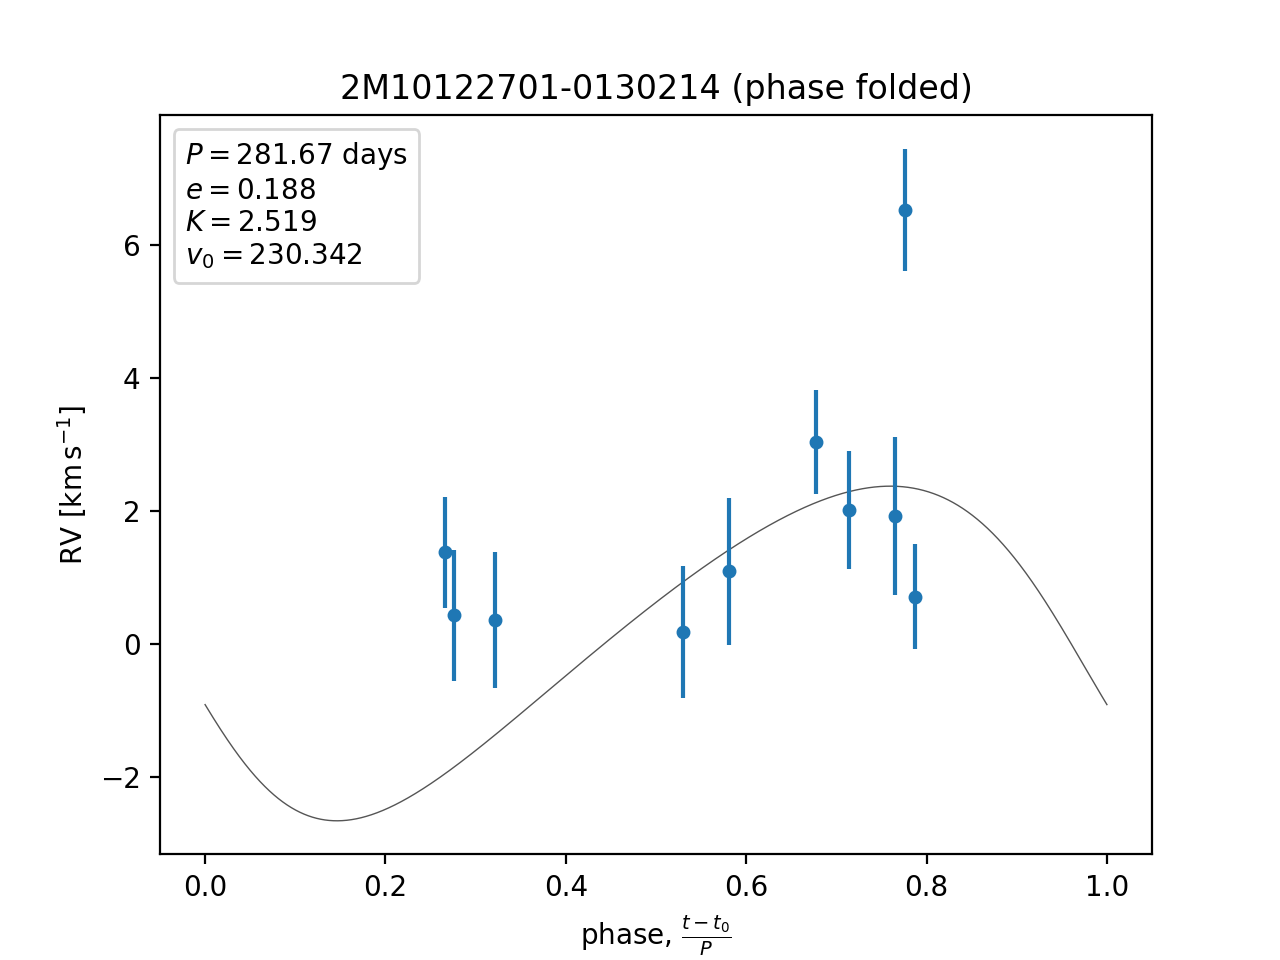 2M10122701-0130214 (phase folded)
P = 281.67 days
e = 0.188
K = 2.519
v₀ = 230.342
6
4
2
0
−2
RV [km s⁻¹]
0.0 0.2 0.4 0.6 0.8 1.0
phase, (t − t₀)/P